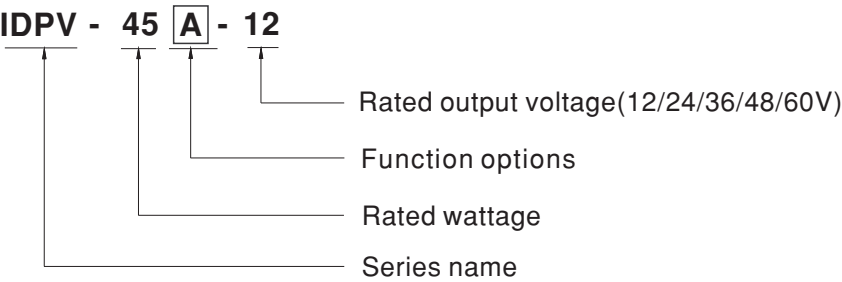 IDPV - 45 A - 12
Rated output voltage(12/24/36/48/60V)
Function options
Rated wattage
Series name